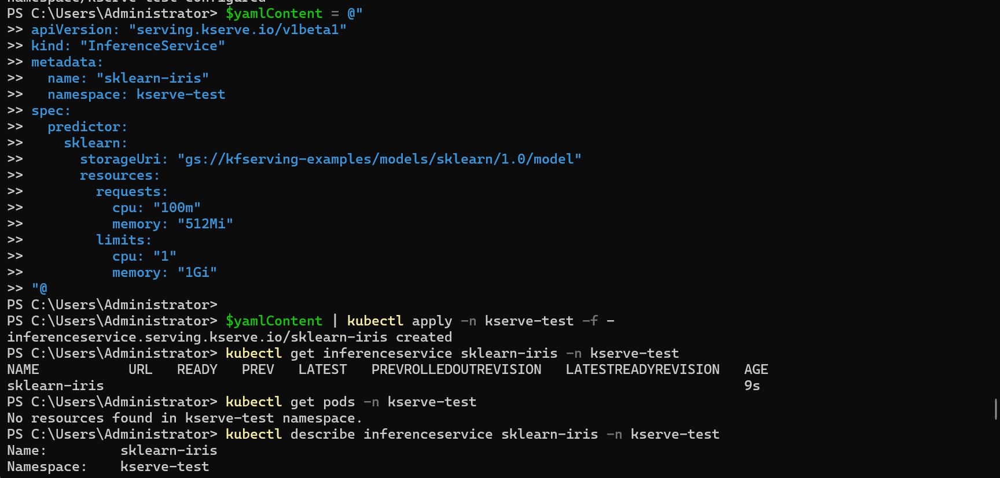 namespace/kserve-test configured
PS C:\Users\Administrator> $yamlContent = @"
>> apiVersion: "serving.kserve.io/v1beta1"
>> kind: "InferenceService"
>> metadata:
>>   name: "sklearn-iris"
>>   namespace: kserve-test
>> spec:
>>   predictor:
>>     sklearn:
>>       storageUri: "gs://kfserving-examples/models/sklearn/1.0/model"
>>       resources:
>>         requests:
>>           cpu: "100m"
>>           memory: "512Mi"
>>         limits:
>>           cpu: "1"
>>           memory: "1Gi"
>> "@
PS C:\Users\Administrator>
PS C:\Users\Administrator> $yamlContent | kubectl apply -n kserve-test -f -
inferenceservice.serving.kserve.io/sklearn-iris created
PS C:\Users\Administrator> kubectl get inferenceservice sklearn-iris -n kserve-test
NAME           URL   READY   PREV   LATEST   PREVROLLEDOUTREVISION   LATESTREADYREVISION   AGE
sklearn-iris                                                                               9s
PS C:\Users\Administrator> kubectl get pods -n kserve-test
No resources found in kserve-test namespace.
PS C:\Users\Administrator> kubectl describe inferenceservice sklearn-iris -n kserve-test
Name:         sklearn-iris
Namespace:    kserve-test